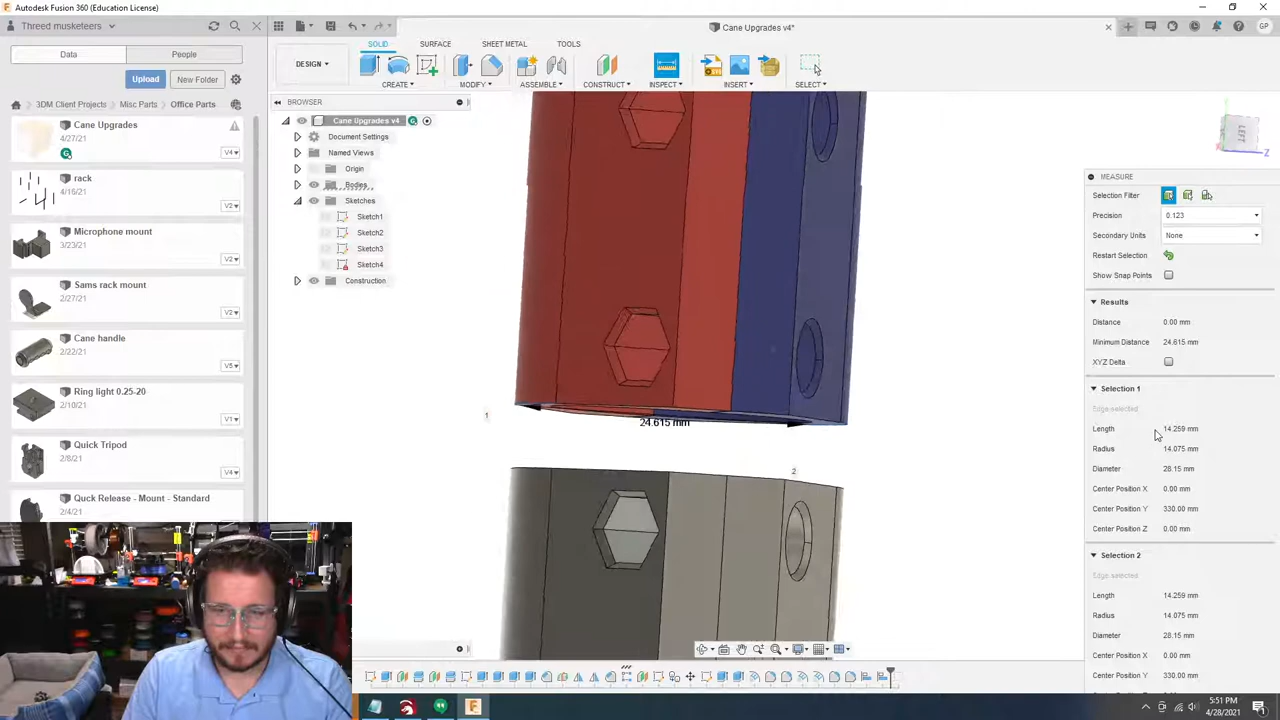 Autodesk Fusion 360 (Education License)
Threed musketeers
Cane Upgrades v4*
GP
Data
People
SOLID
SURFACE
SHEET METAL
TOOLS
DESIGN
CREATE
MODIFY
ASSEMBLE
CONSTRUCT
INSPECT
INSERT
SELECT
Upload
New Folder
3DM Client Projects
Misc Parts
Office Parts
BROWSER
Cane Upgrades
4/27/21
V4
rack
4/16/21
V2
Microphone mount
3/23/21
V2
Sams rack mount
2/27/21
V2
Cane handle
2/22/21
V5
Ring light 0.25-20
2/10/21
V1
Quick Tripod
2/8/21
V4
Quck Release - Mount - Standard
2/4/21
Cane Upgrades v4
Document Settings
Named Views
Origin
Bodies
Sketches
Sketch1
Sketch2
Sketch3
Sketch4
Construction
LEFT
Z
1
24.615 mm
2
MEASURE
Selection Filter
Precision
0.123
Secondary Units
None
Restart Selection
Show Snap Points
Results
Distance
0.00 mm
Minimum Distance
24.615 mm
XYZ Delta
Selection 1
Edge selected
Length
14.259 mm
Radius
14.075 mm
Diameter
28.15 mm
Center Position X
0.00 mm
Center Position Y
330.00 mm
Center Position Z
0.00 mm
Selection 2
Edge selected
Length
14.259 mm
Radius
14.075 mm
Diameter
28.15 mm
Center Position X
0.00 mm
Center Position Y
330.00 mm
5:51 PM
4/28/2021